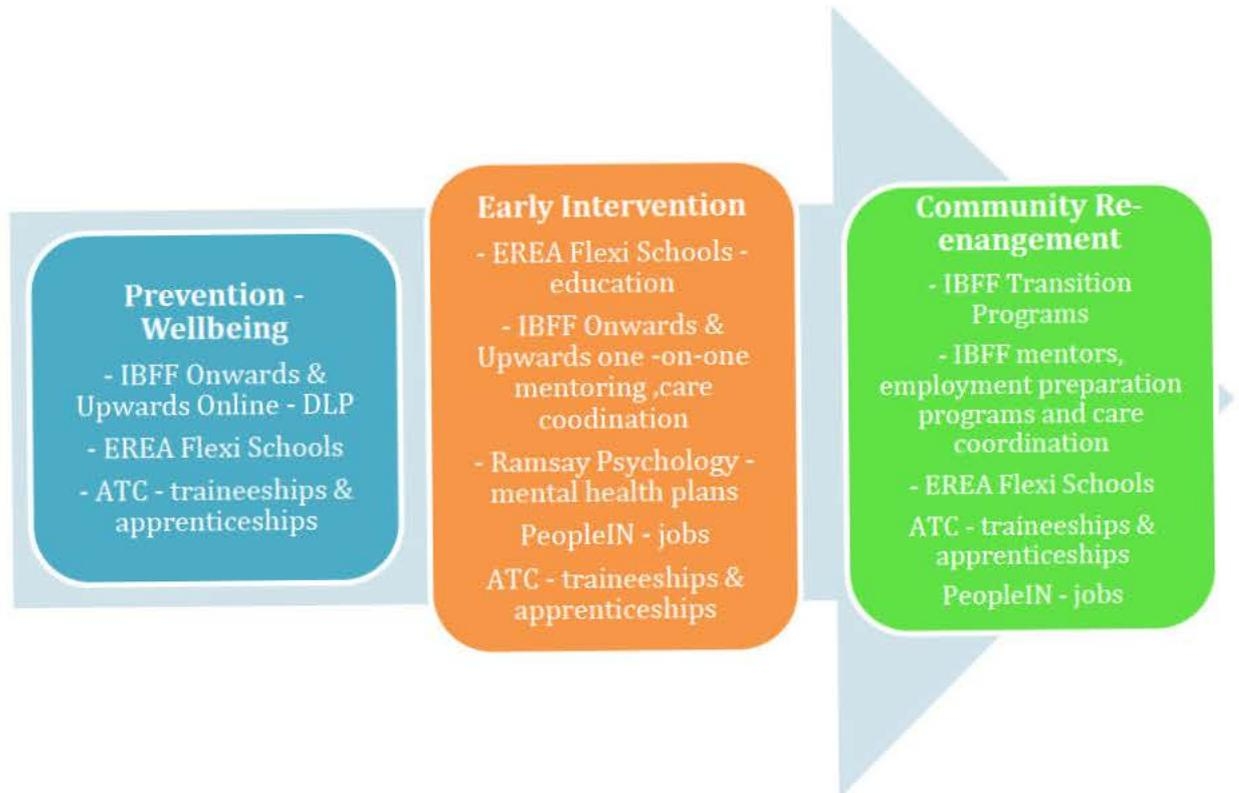 Prevention -
Wellbeing
- IBFF Onwards &
Upwards Online - DLP
- EREA Flexi Schools
- ATC - traineeships &
apprenticeships
Early Intervention
- EREA Flexi Schools -
education
- IBFF Onwards &
Upwards one -on-one
mentoring ,care
coodination
- Ramsay Psychology -
mental health plans
PeopleIN - jobs
ATC - traineeships &
apprenticeships
Community Re-
enangement
- IBFF Transition
Programs
- IBFF mentors,
employment preparation
programs and care
coordination
- EREA Flexi Schools
ATC - traineeships &
apprenticeships
PeopleIN - jobs